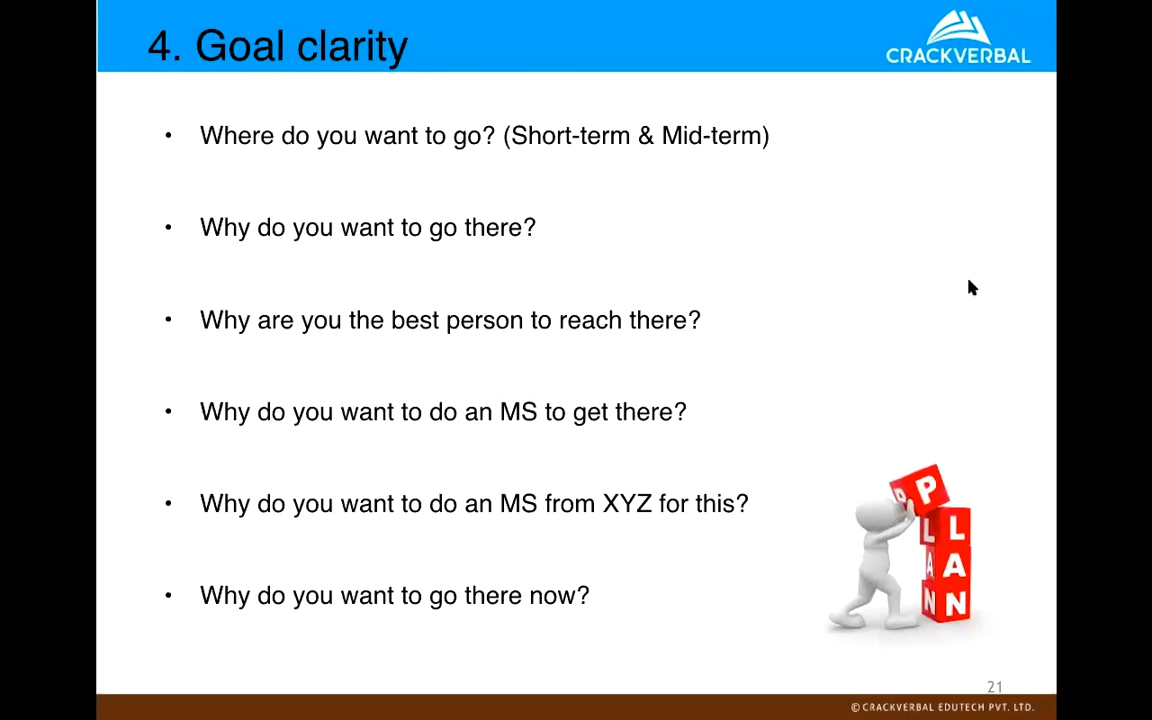 4. Goal clarity
CRACKVERBAL
• Where do you want to go? (Short-term & Mid-term)
• Why do you want to go there?
• Why are you the best person to reach there?
• Why do you want to do an MS to get there?
• Why do you want to do an MS from XYZ for this?
• Why do you want to go there now?
P
L
A
N
P
L
A
N
21
© CRACKVERBAL EDUTECH PVT. LTD.